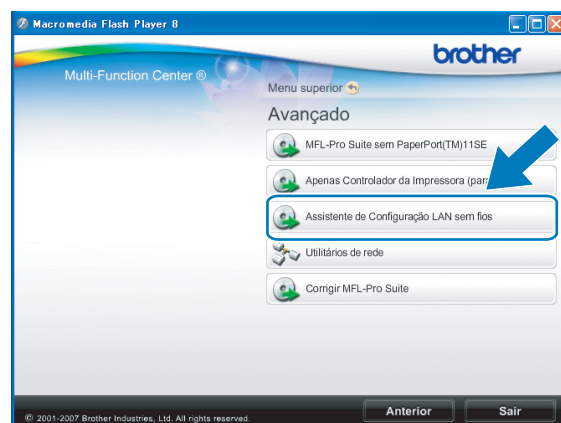 Macromedia Flash Player 8
brother
Multi-Function Center ®
Menu superior
Avançado
MFL-Pro Suite sem PaperPort(TM)11SE
Apenas Controlador da Impressora (para
Assistente de Configuração LAN sem fios
Utilitários de rede
Corrigir MFL-Pro Suite
Anterior
Sair
© 2001-2007 Brother Industries, Ltd. All rights reserved.